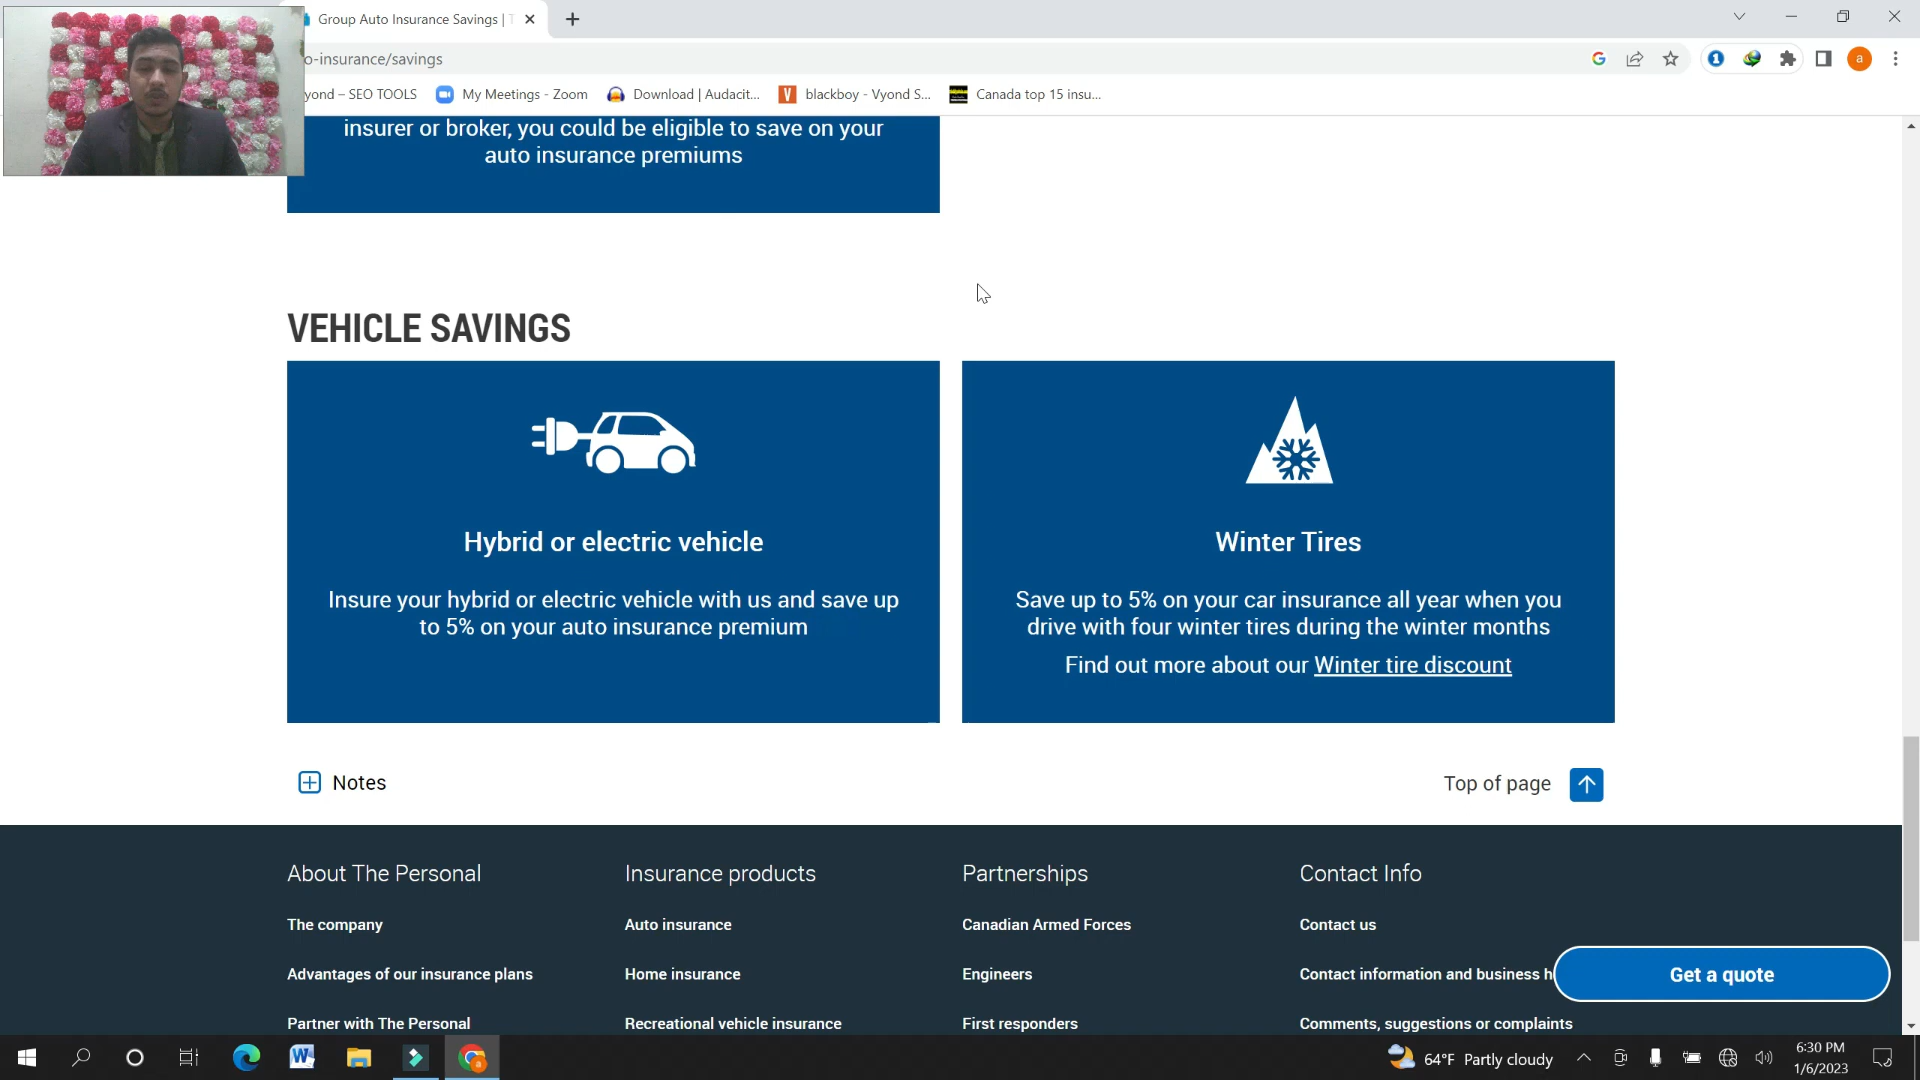 Group Auto Insurance Savings |
o-insurance/savings
a
yond – SEO TOOLS
My Meetings - Zoom
Download | Audacit...
blackboy - Vyond S...
Canada top 15 insu...
insurer or broker, you could be eligible to save on your
auto insurance premiums
VEHICLE SAVINGS
Hybrid or electric vehicle
Insure your hybrid or electric vehicle with us and save up
to 5% on your auto insurance premium
Winter Tires
Save up to 5% on your car insurance all year when you
drive with four winter tires during the winter months
Find out more about our Winter tire discount
Notes
Top of page
About The Personal
The company
Advantages of our insurance plans
Partner with The Personal
Insurance products
Auto insurance
Home insurance
Recreational vehicle insurance
Partnerships
Canadian Armed Forces
Engineers
First responders
Contact Info
Contact us
Contact information and business h
Comments, suggestions or complaints
Get a quote
64°F Partly cloudy
6:30 PM
1/6/2023